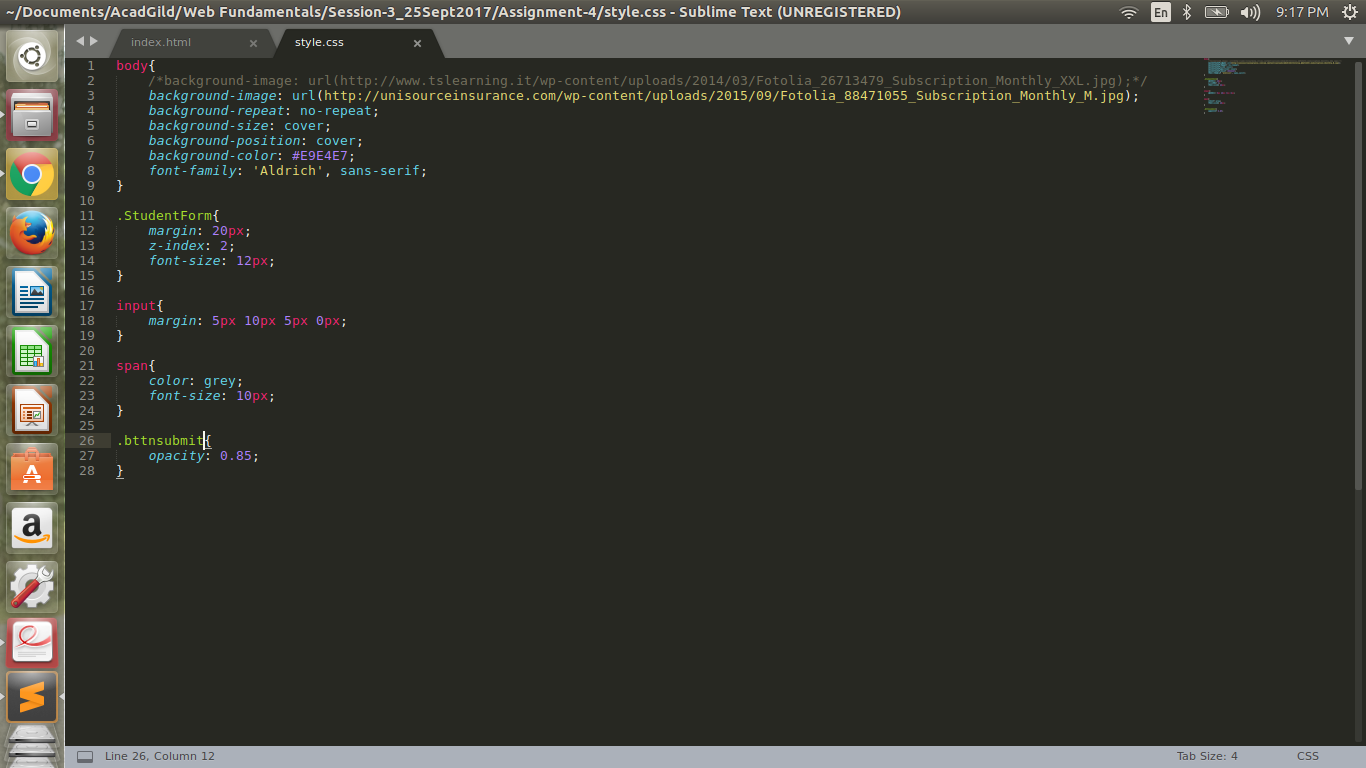 ~/Documents/AcadGild/Web Fundamentals/Session-3_25Sept2017/Assignment-4/style.css - Sublime Text (UNREGISTERED) En 9:17 PM
index.html × style.css ×
1 body{
2     /*background-image: url(http://www.tslearning.it/wp-content/uploads/2014/03/Fotolia_26713479_Subscription_Monthly_XXL.jpg);*/
3     background-image: url(http://unisourceinsurance.com/wp-content/uploads/2015/09/Fotolia_88471055_Subscription_Monthly_M.jpg);
4     background-repeat: no-repeat;
5     background-size: cover;
6     background-position: cover;
7     background-color: #E9E4E7;
8     font-family: 'Aldrich', sans-serif;
9 }
10
11 .StudentForm{
12     margin: 20px;
13     z-index: 2;
14     font-size: 12px;
15 }
16
17 input{
18     margin: 5px 10px 5px 0px;
19 }
20
21 span{
22     color: grey;
23     font-size: 10px;
24 }
25
26 .bttnsubmit{
27     opacity: 0.85;
28 }
Line 26, Column 12 Tab Size: 4 CSS